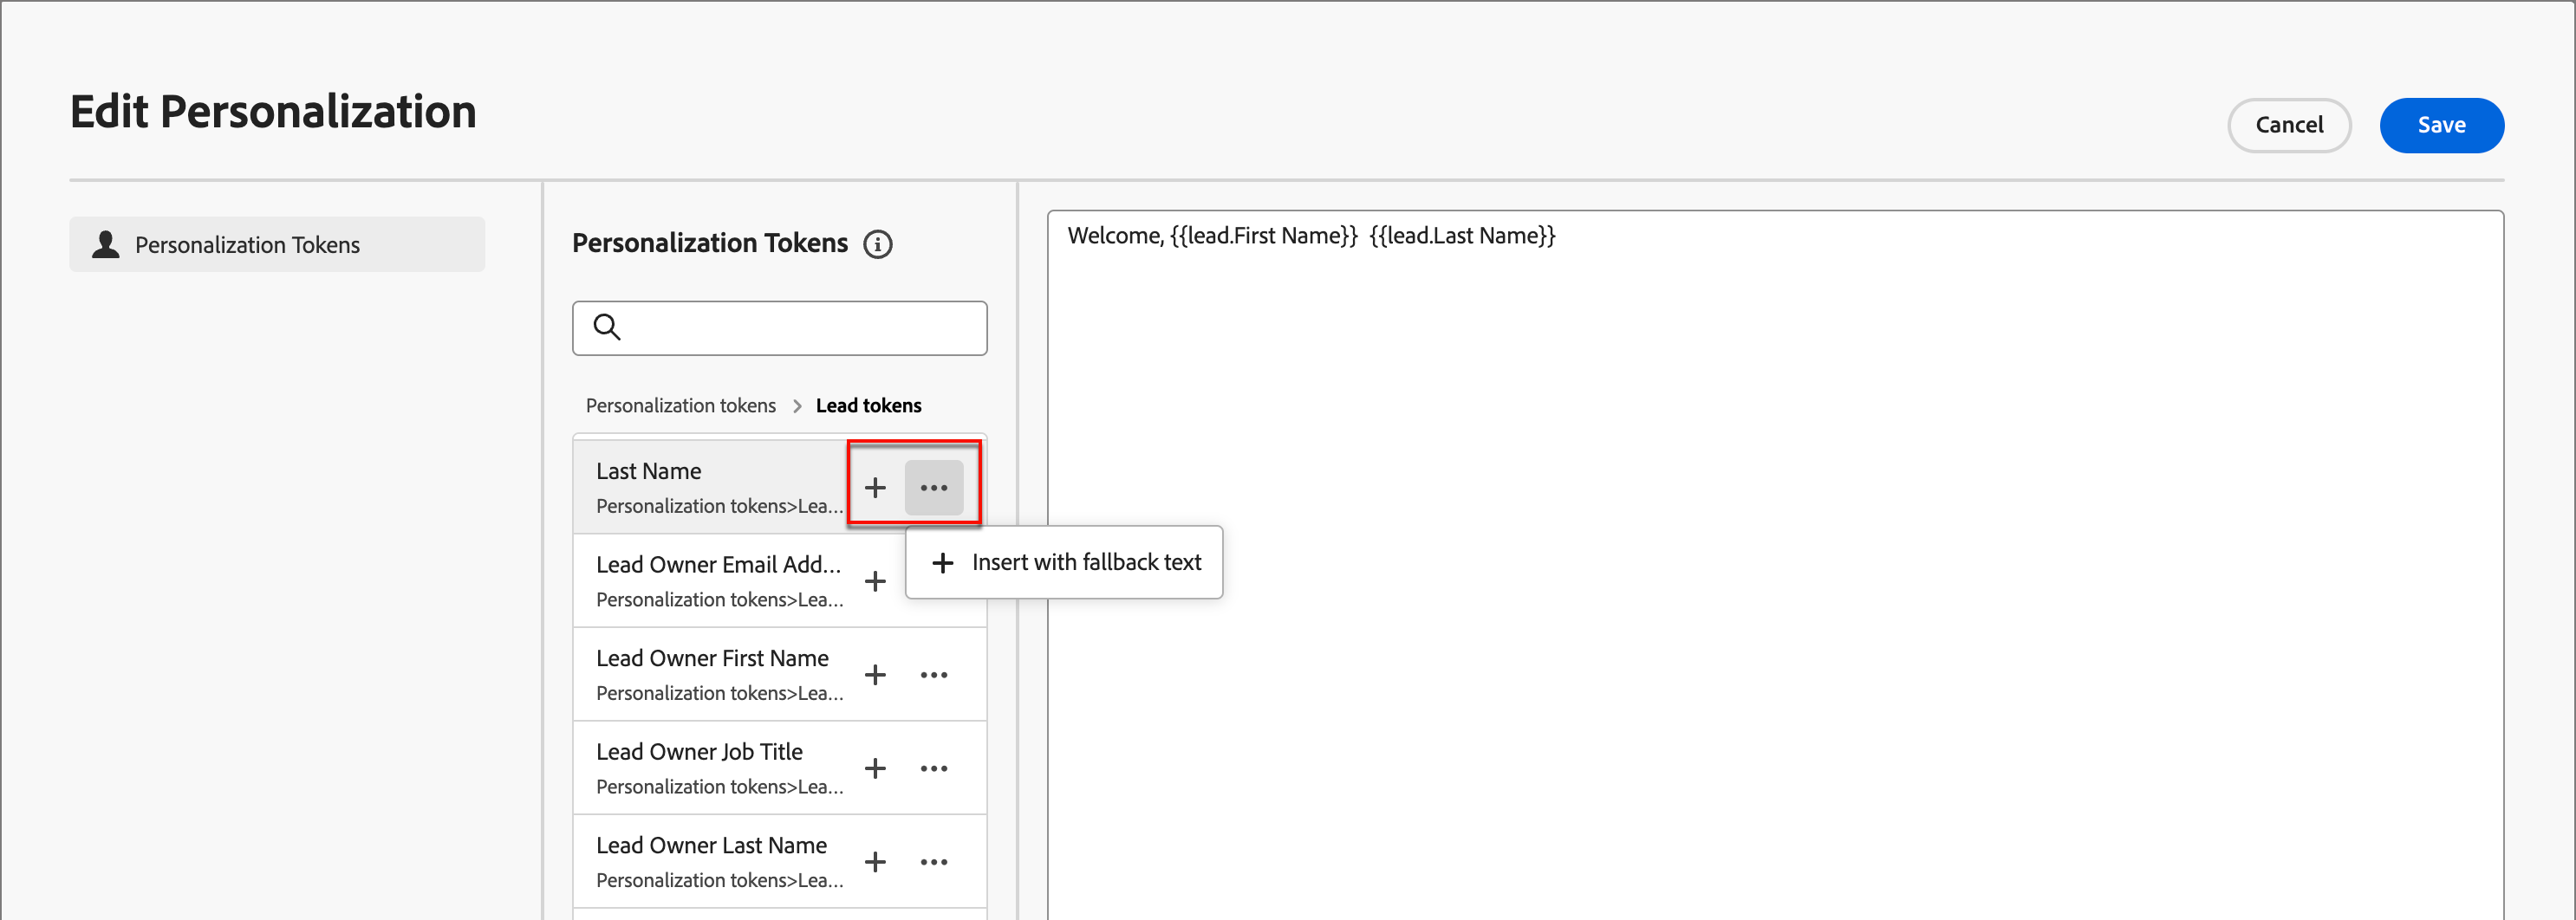 Edit Personalization
Cancel
Save
Personalization Tokens
Personalization Tokens
Personalization tokens > Lead tokens
Last Name
Personalization tokens>Lea...
Insert with fallback text
Lead Owner Email Add...
Personalization tokens>Lea...
Lead Owner First Name
Personalization tokens>Lea...
Lead Owner Job Title
Personalization tokens>Lea...
Lead Owner Last Name
Personalization tokens>Lea...
Welcome, {{lead.First Name}}  {{lead.Last Name}}